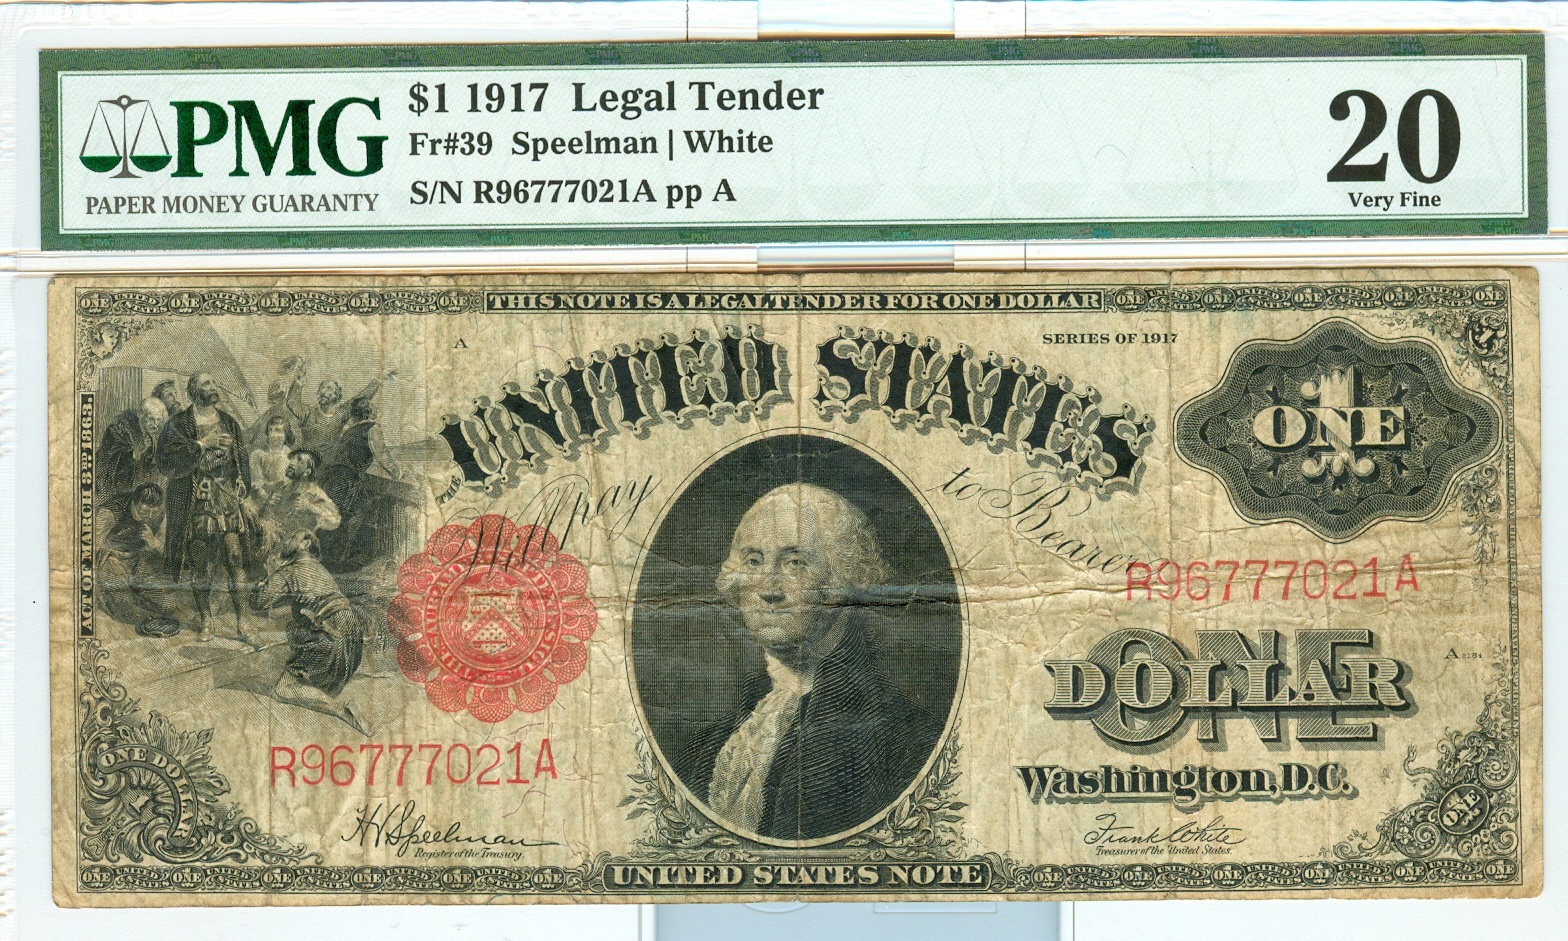 PMG
PAPER MONEY GUARANTY
$1 1917 Legal Tender
Fr#39 Speelman | White
S/N R96777021A pp A
20
Very Fine
THIS NOTE IS A LEGAL TENDER FOR ONE DOLLAR
A
SERIES OF 1917
UNITED STATES
ONE
ACT OF MARCH 3RD 1863
The
Will pay
to Bearer
R96777021A
ONE
DOLLAR
R96777021A
Washington, D.C.
H V Speelman
Register of the Treasury.
Frank White
Treasurer of the United States.
ONE
UNITED STATES NOTE